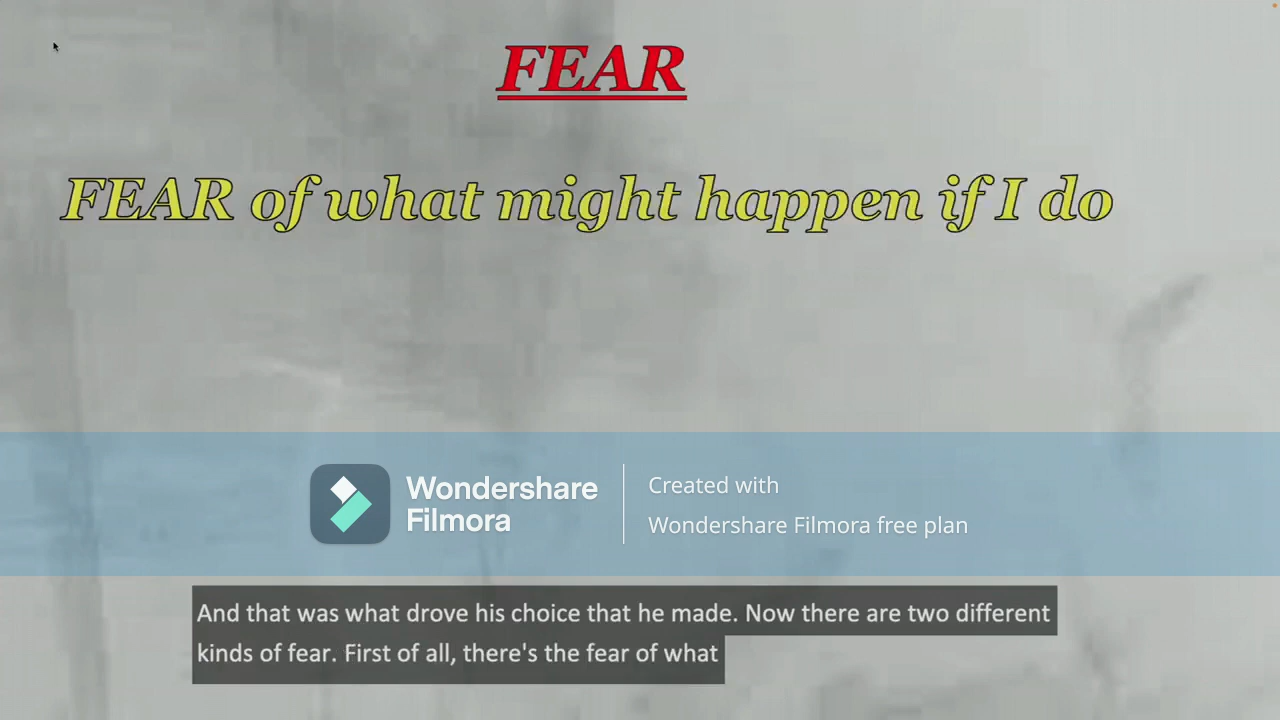 FEAR
FEAR of what might happen if I do
Wondershare
Filmora
Created with
Wondershare Filmora free plan
And that was what drove his choice that he made. Now there are two different
kinds of fear. First of all, there's the fear of what